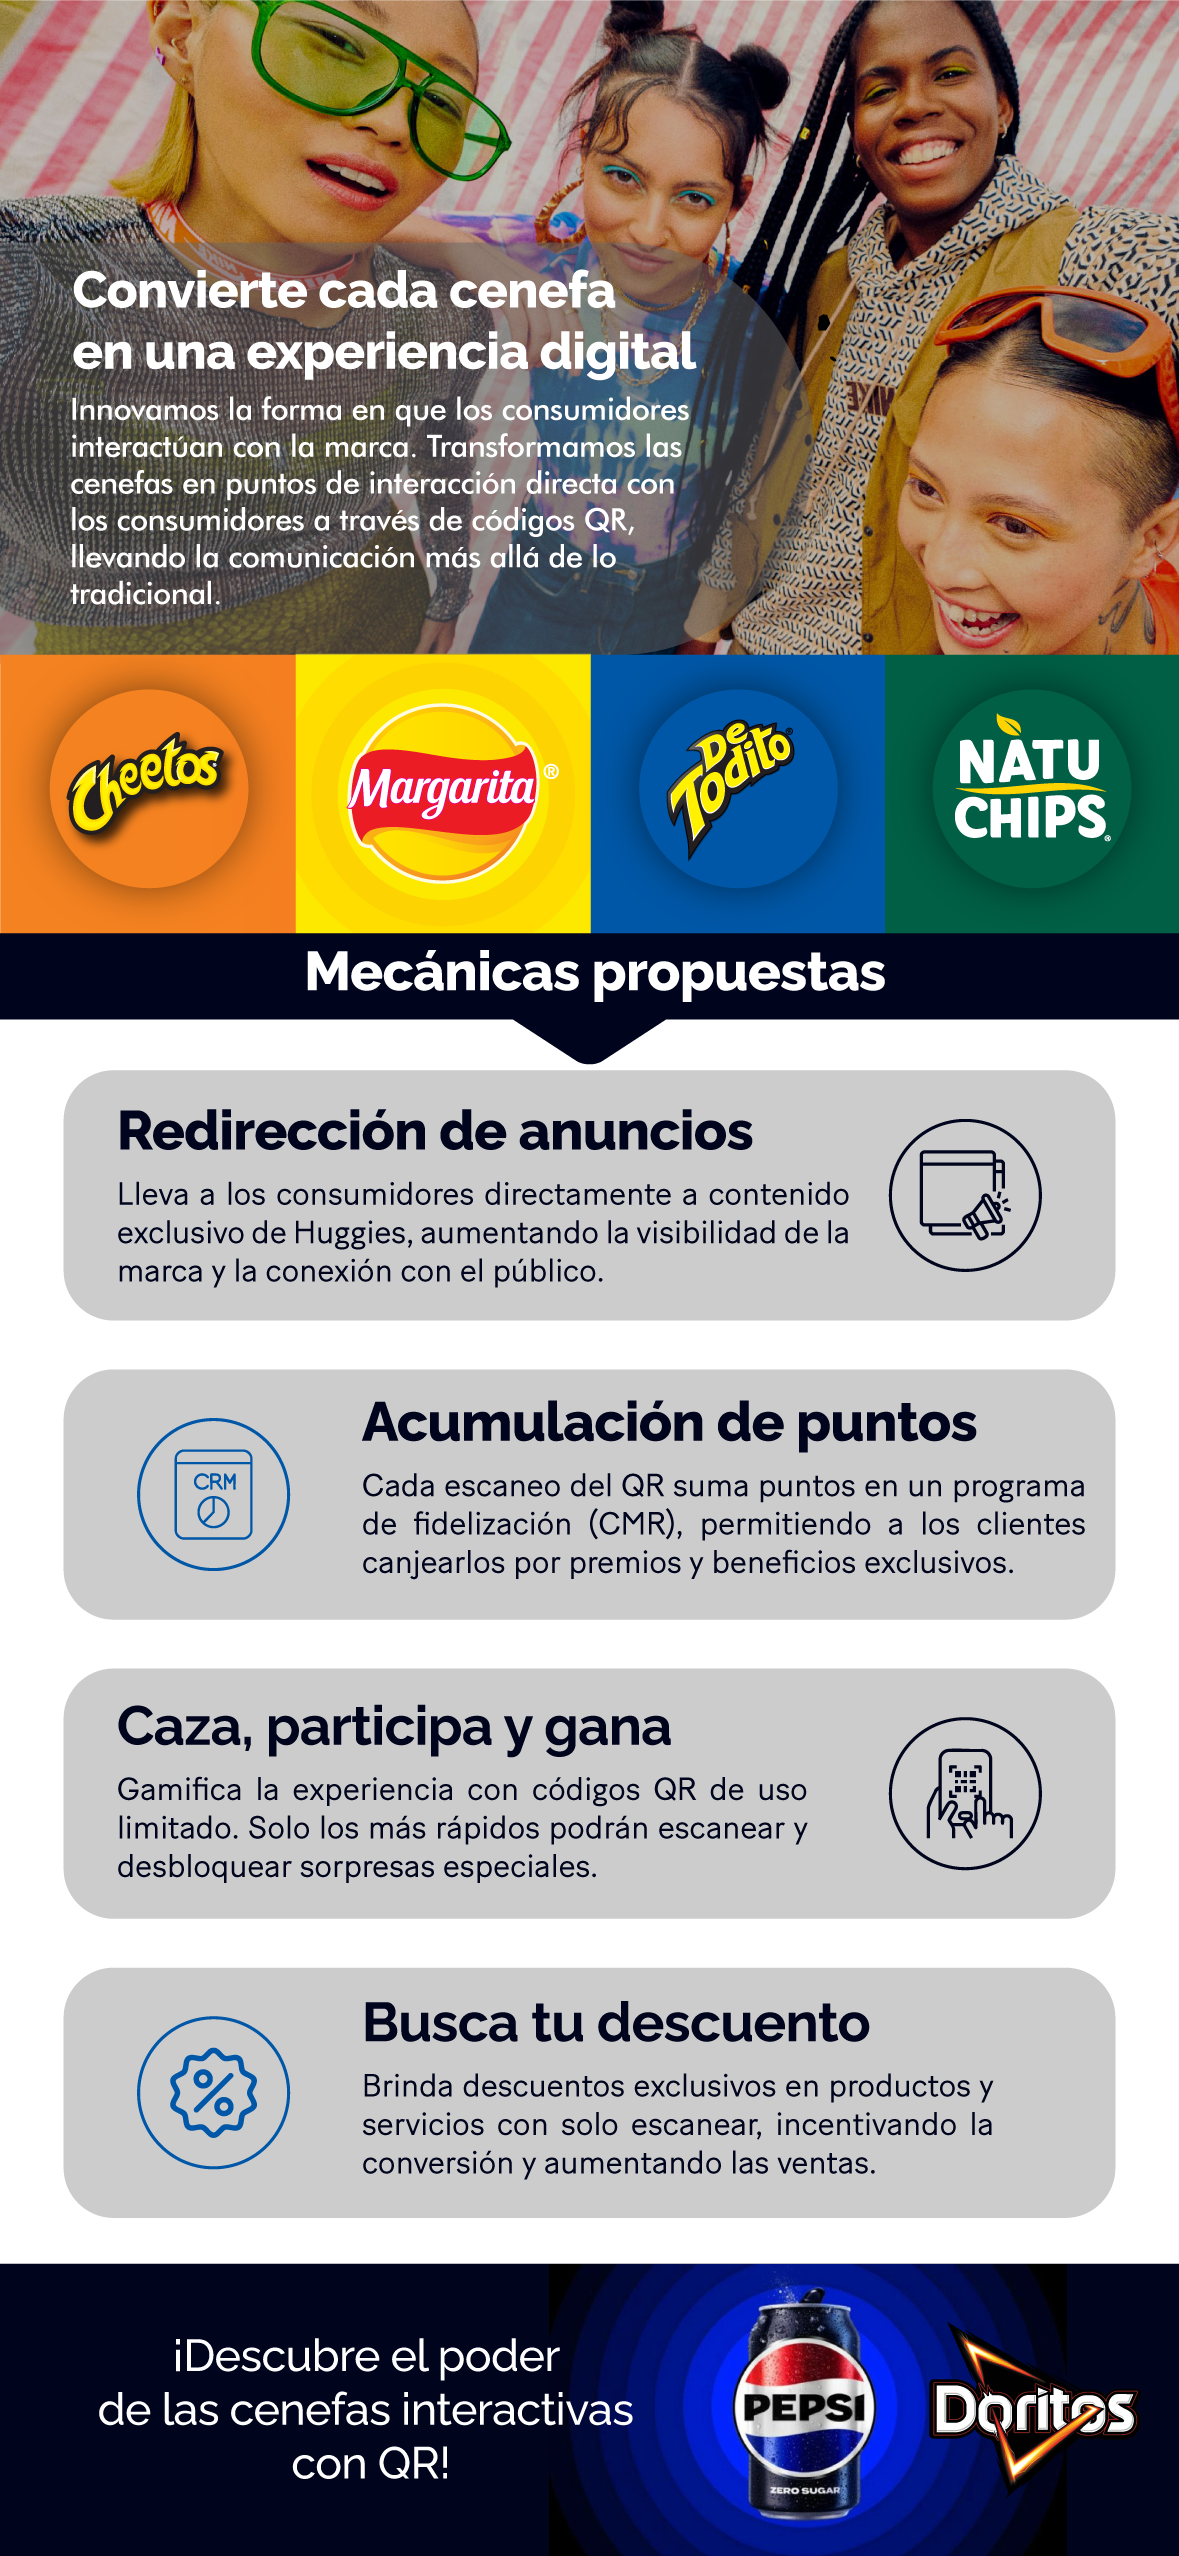 Convierte cada cenefa
en una experiencia digital
Innovamos la forma en que los consumidores
interactúan con la marca. Transformamos las
cenefas en puntos de interacción directa con
los consumidores a través de códigos QR,
llevando la comunicación más allá de lo
tradicional.
Cheetos
Margarita®
De
Todito®
NATU
CHIPS®
Mecánicas propuestas
Redirección de anuncios
Lleva a los consumidores directamente a contenido
exclusivo de Huggies, aumentando la visibilidad de la
marca y la conexión con el público.
CRM
Acumulación de puntos
Cada escaneo del QR suma puntos en un programa
de fidelización (CMR), permitiendo a los clientes
canjearlos por premios y beneficios exclusivos.
Caza, participa y gana
Gamifica la experiencia con códigos QR de uso
limitado. Solo los más rápidos podrán escanear y
desbloquear sorpresas especiales.
Busca tu descuento
Brinda descuentos exclusivos en productos y
servicios con solo escanear, incentivando la
conversión y aumentando las ventas.
¡Descubre el poder
de las cenefas interactivas
con QR!
PEPSI
ZERO SUGAR
Doritos